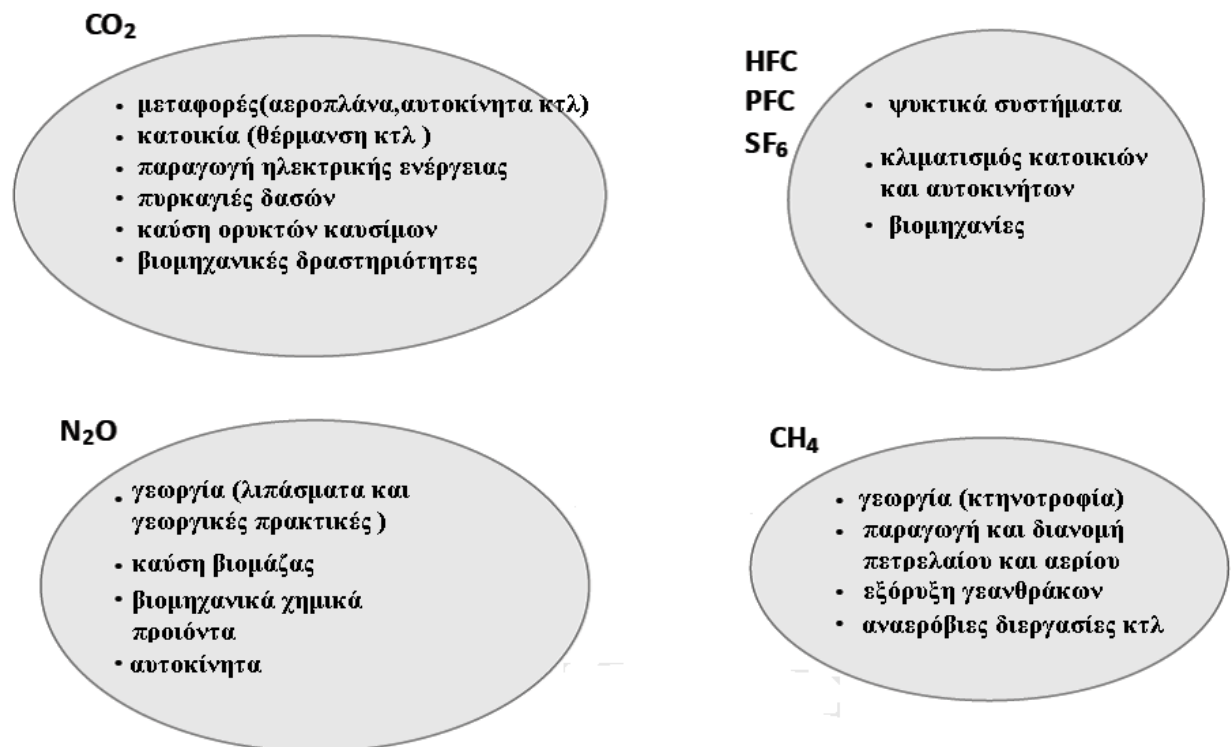 CO₂
• μεταφορές(αεροπλάνα,αυτοκίνητα κτλ)
• κατοικία (θέρμανση κτλ )
• παραγωγή ηλεκτρικής ενέργειας
• πυρκαγιές δασών
• καύση ορυκτών καυσίμων
• βιομηχανικές δραστηριότητες
HFC
PFC
SF₆
• ψυκτικά συστήματα
• κλιματισμός κατοικιών
και αυτοκινήτων
• βιομηχανίες
N₂O
• γεωργία (λιπάσματα και
γεωργικές πρακτικές )
• καύση βιομάζας
• βιομηχανικά χημικά
προιόντα
• αυτοκίνητα
CH₄
• γεωργία (κτηνοτροφία)
• παραγωγή και διανομή
πετρελαίου και αερίου
• εξόρυξη γεανθράκων
• αναερόβιες διεργασίες κτλ